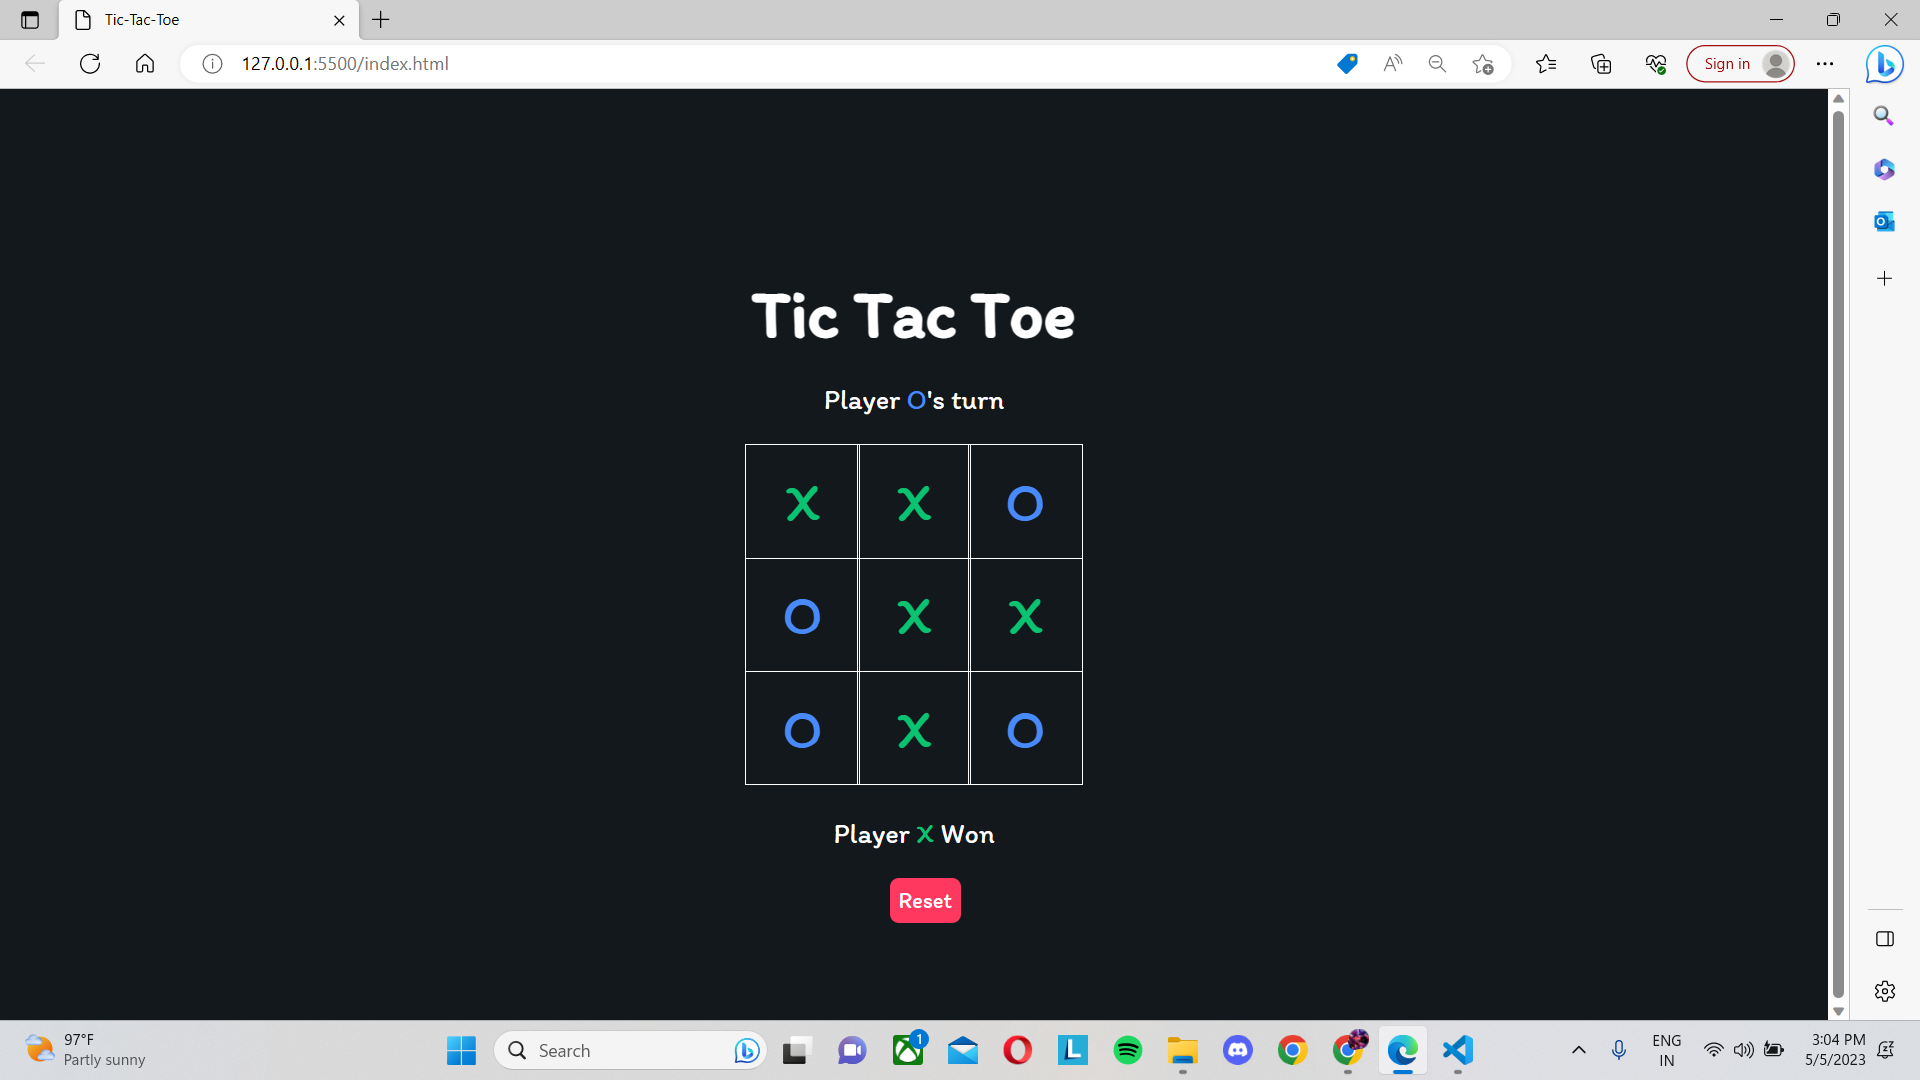 Tic-Tac-Toe
127.0.0.1:5500/index.html
Sign in
Tic Tac Toe
Player O's turn
X X O
O X X
O X O
Player X Won
Reset
97°F
Partly sunny
Search
1
ENG
IN
3:04 PM
5/5/2023